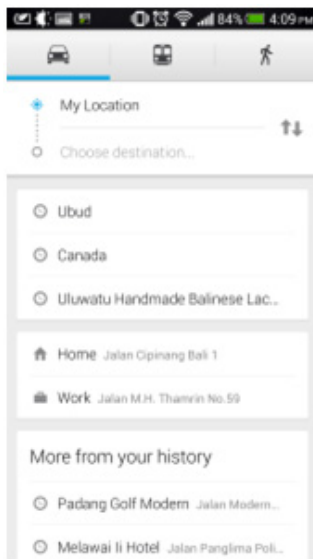 84% 4:09 PM
My Location
Choose destination...
Ubud
Canada
Uluwatu Handmade Balinese Lac...
Home Jalan Cipinang Bali 1
Work Jalan M.H. Thamrin No.59
More from your history
Padang Golf Modern Jalan Modern...
Melawai Ii Hotel Jalan Panglima Poli...